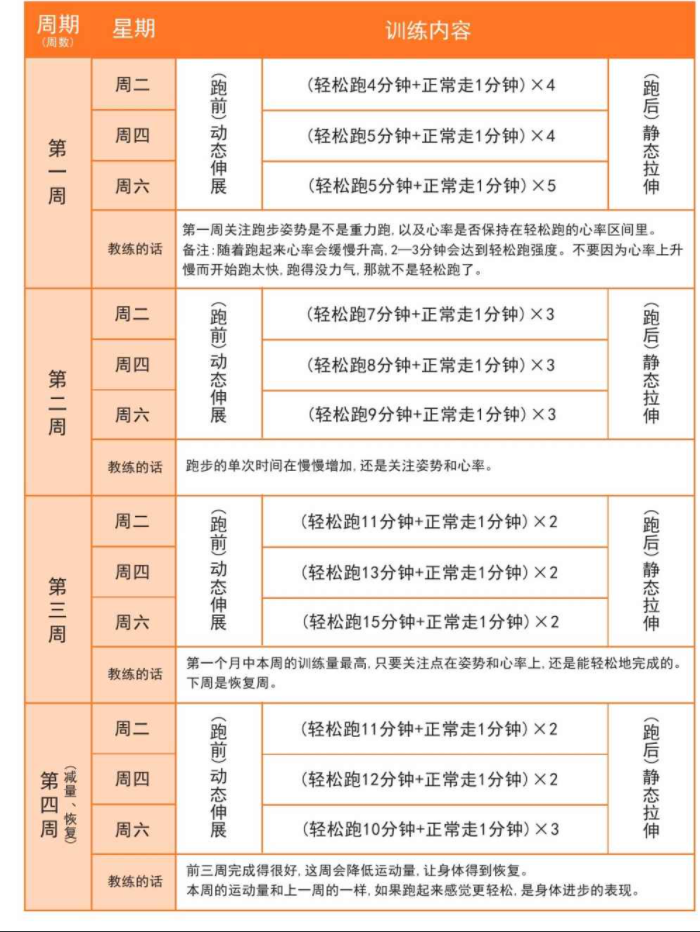 周期
(周数)
星期
训练内容
第一周
周二
(跑前)动态伸展
(轻松跑4分钟+正常走1分钟)×4
(跑后)静态拉伸
周四
(轻松跑5分钟+正常走1分钟)×4
周六
(轻松跑5分钟+正常走1分钟)×5
教练的话
第一周关注跑步姿势是不是重力跑,以及心率是否保持在轻松跑的心率区间里。
备注:随着跑起来心率会缓慢升高,2—3分钟会达到轻松跑强度。不要因为心率上升
慢而开始跑太快,跑得没力气,那就不是轻松跑了。
第二周
周二
(跑前)动态伸展
(轻松跑7分钟+正常走1分钟)×3
(跑后)静态拉伸
周四
(轻松跑8分钟+正常走1分钟)×3
周六
(轻松跑9分钟+正常走1分钟)×3
教练的话
跑步的单次时间在慢慢增加,还是关注姿势和心率。
第三周
周二
(跑前)动态伸展
(轻松跑11分钟+正常走1分钟)×2
(跑后)静态拉伸
周四
(轻松跑13分钟+正常走1分钟)×2
周六
(轻松跑15分钟+正常走1分钟)×2
教练的话
第一个月中本周的训练量最高,只要关注点在姿势和心率上,还是能轻松地完成的。
下周是恢复周。
第四周
(减量、恢复)
周二
(跑前)动态伸展
(轻松跑11分钟+正常走1分钟)×2
(跑后)静态拉伸
周四
(轻松跑12分钟+正常走1分钟)×2
周六
(轻松跑10分钟+正常走1分钟)×3
教练的话
前三周完成得很好,这周会降低运动量,让身体得到恢复。
本周的运动量和上一周的一样,如果跑起来感觉更轻松,是身体进步的表现。